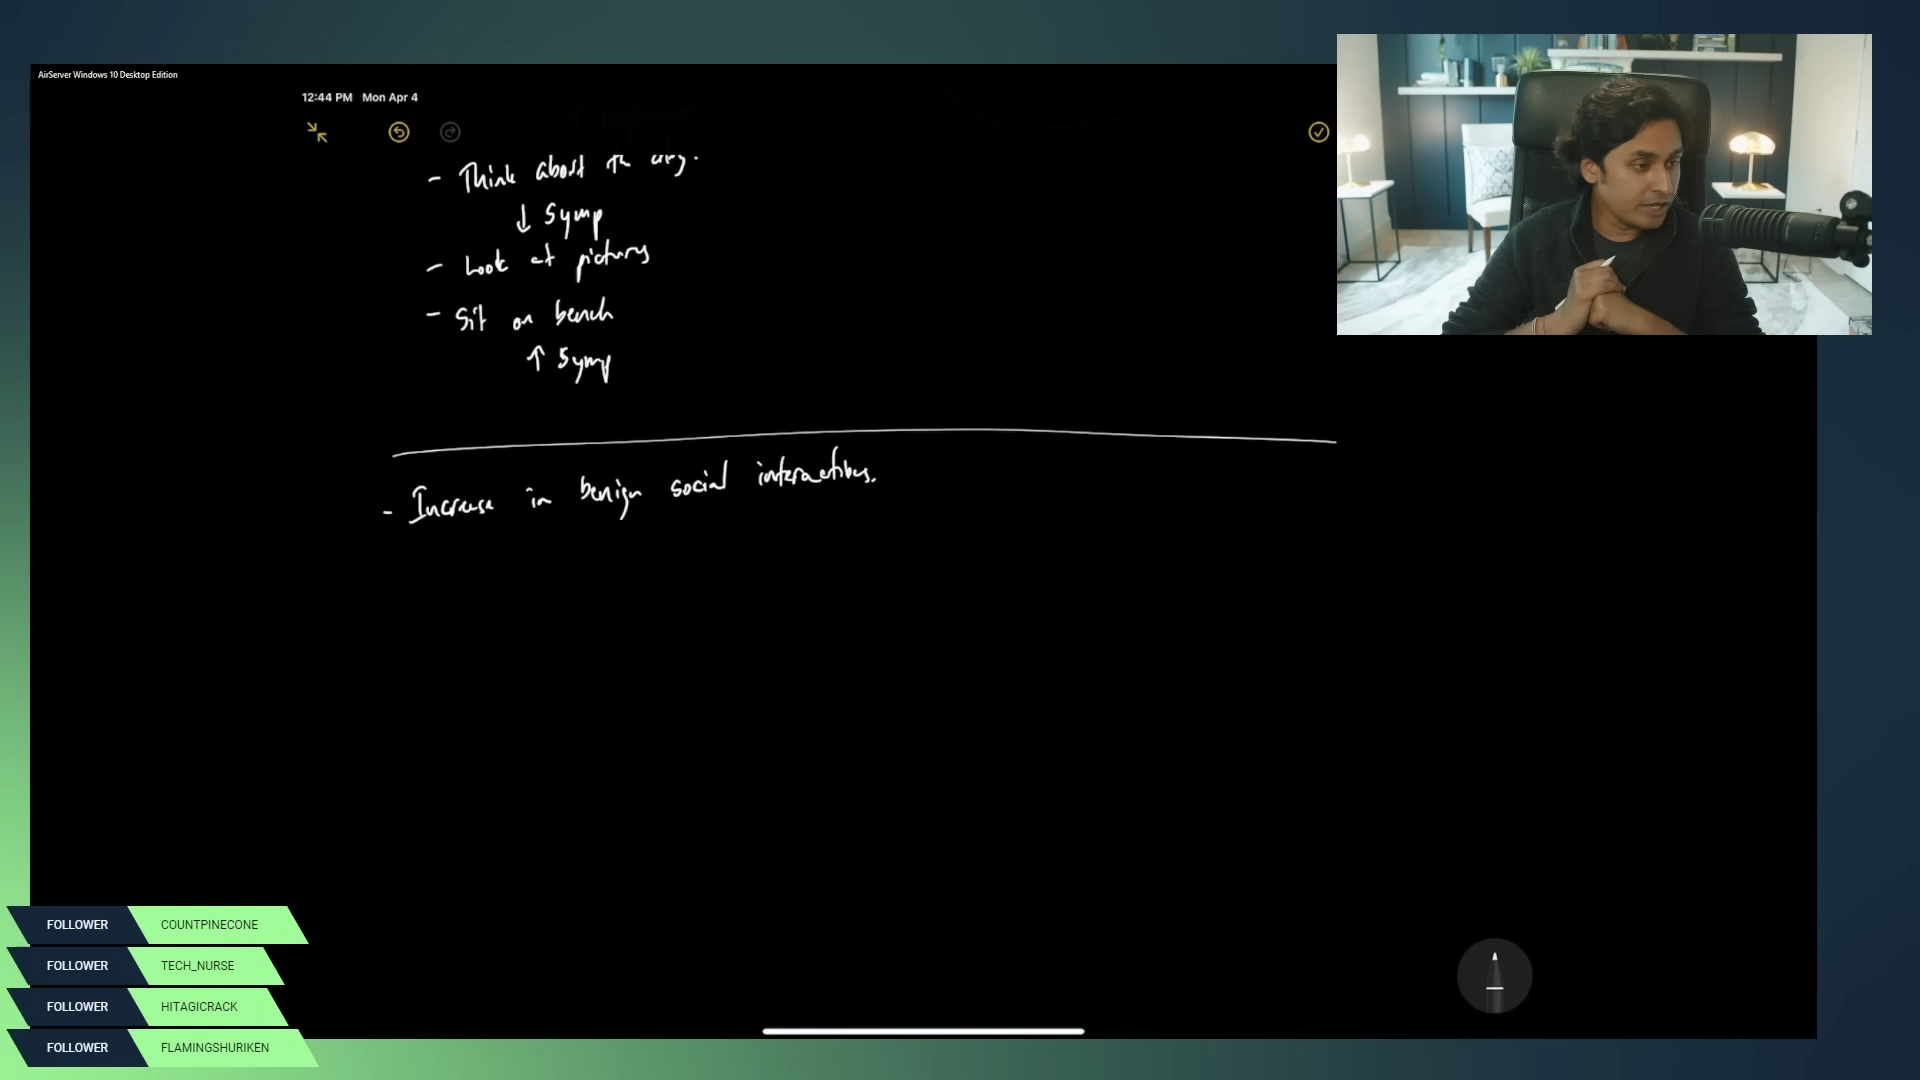 AirServer Windows 10 Desktop Edition
12:44 PM Mon Apr 4
- Think about the
↓ Symp
- Look at pictures
- Sit on bench
↑ Symp
- Increase in benign social interactions.
FOLLOWER COUNTPINECONE
FOLLOWER TECH_NURSE
FOLLOWER HITAGICRACK
FOLLOWER FLAMINGSHURIKEN